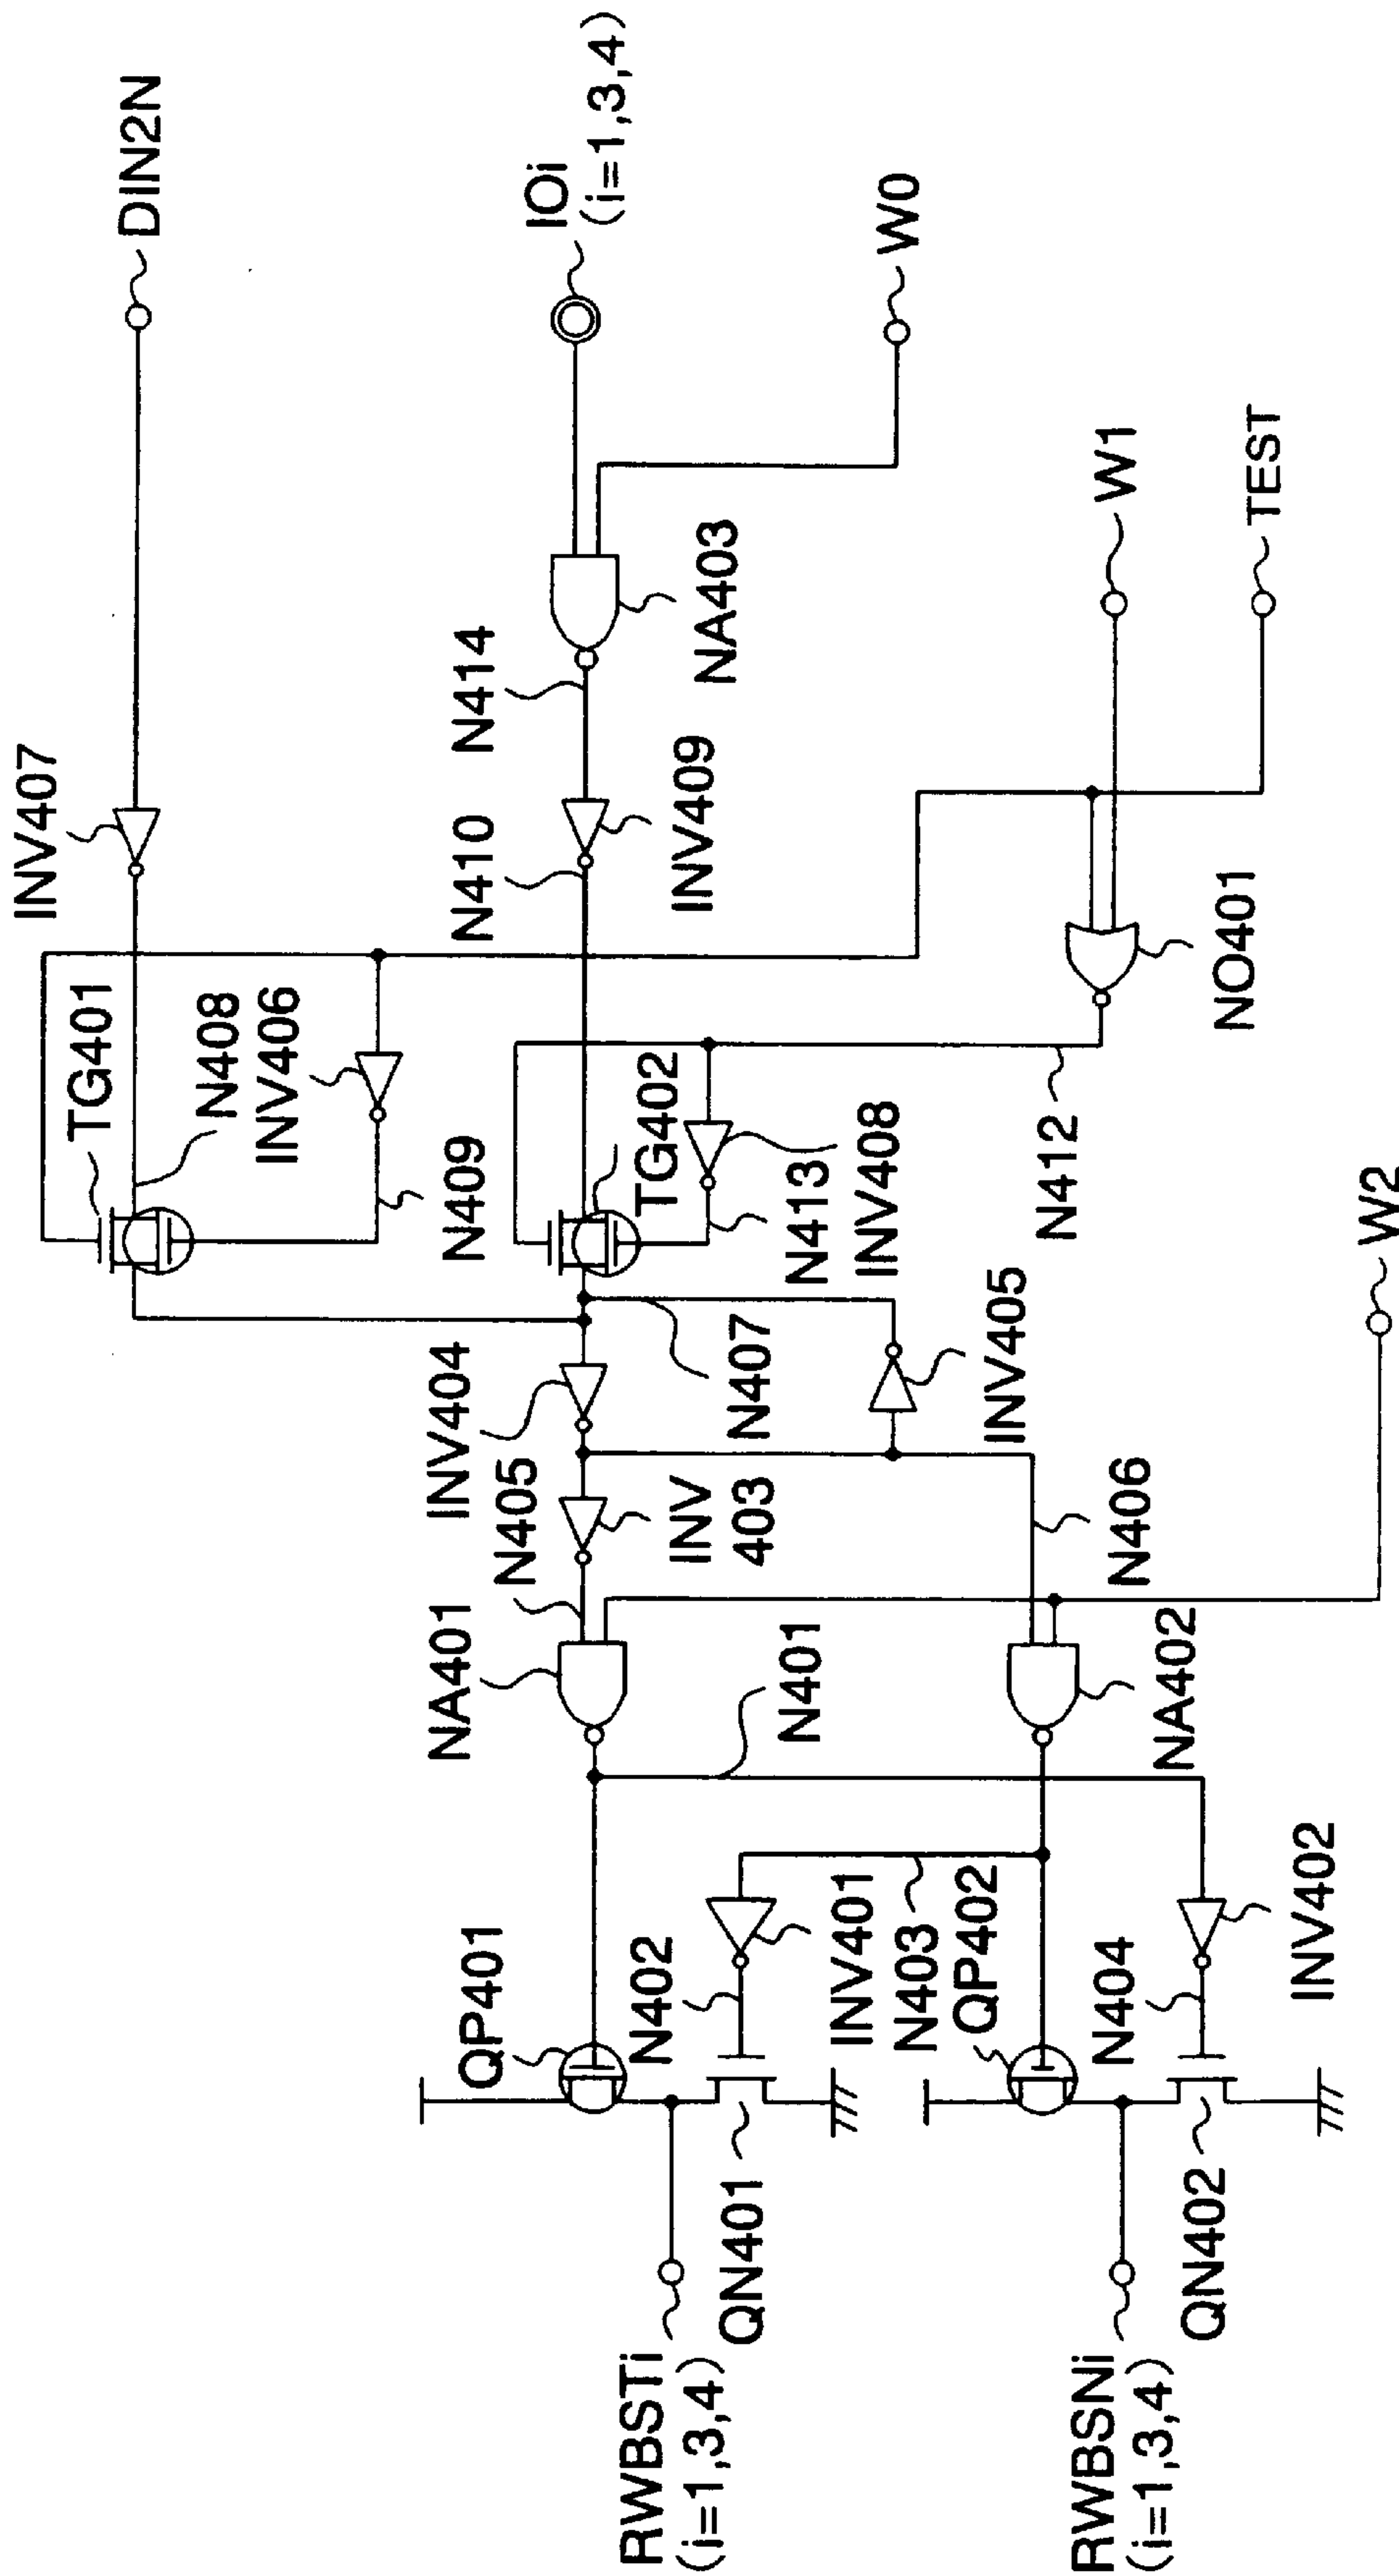 DIN2N
INV407
TG401
N408
INV406
N409
IOi
(i=1,3,4)
W0
NA403
N414
INV409
N410
TG402
N413
INV408
W1
TEST
NO401
N412
W2
INV404
N407
INV405
N405
INV
403
N406
NA401
N401
NA402
QP401
N402
INV401
N403
QP402
N404
INV402
QN401
QN402
RWBSTi
(i=1,3,4)
RWBSNi
(i=1,3,4)